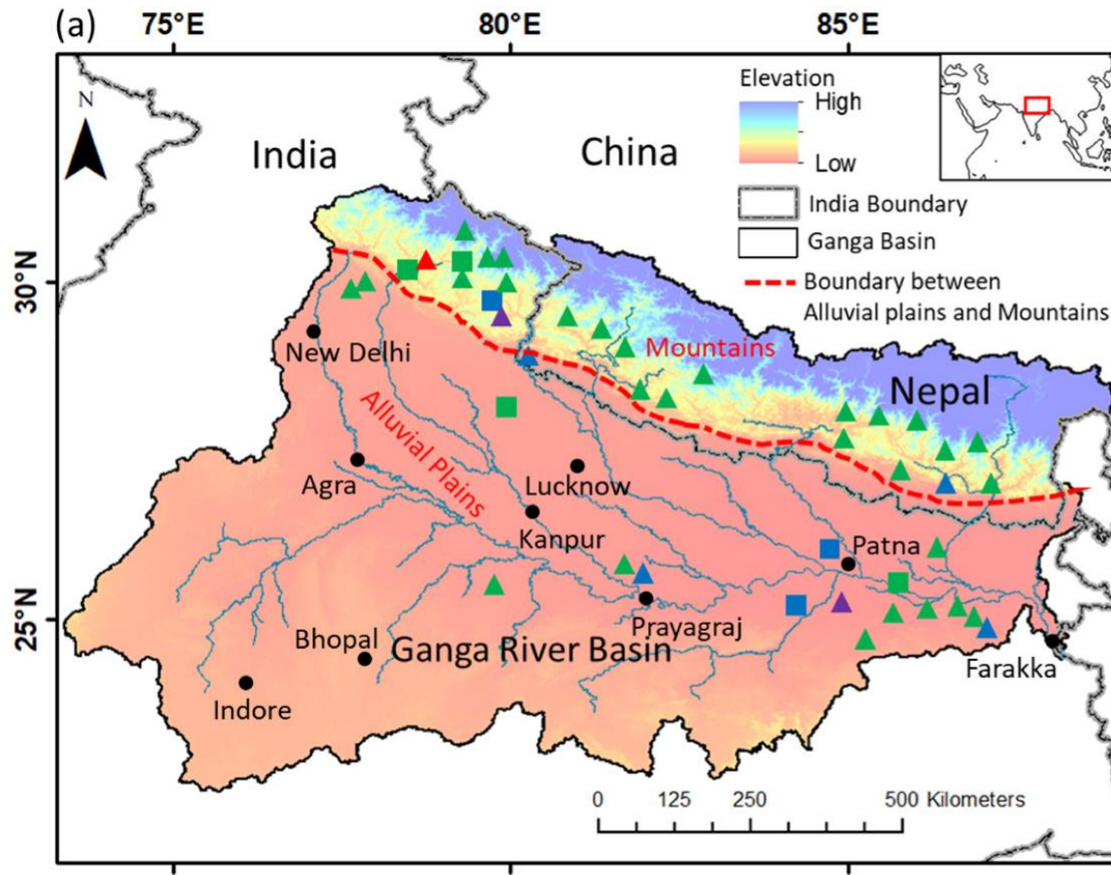 (a)
75°E 80°E 85°E
N
Elevation
High
Low
India
China
India Boundary
Ganga Basin
Boundary between
Alluvial plains and Mountains
30°N
New Delhi
Mountains
Nepal
Alluvial Plains
Agra
Lucknow
Kanpur
Patna
25°N
Prayagraj
Bhopal
Ganga River Basin
Farakka
Indore
0 125 250 500 Kilometers